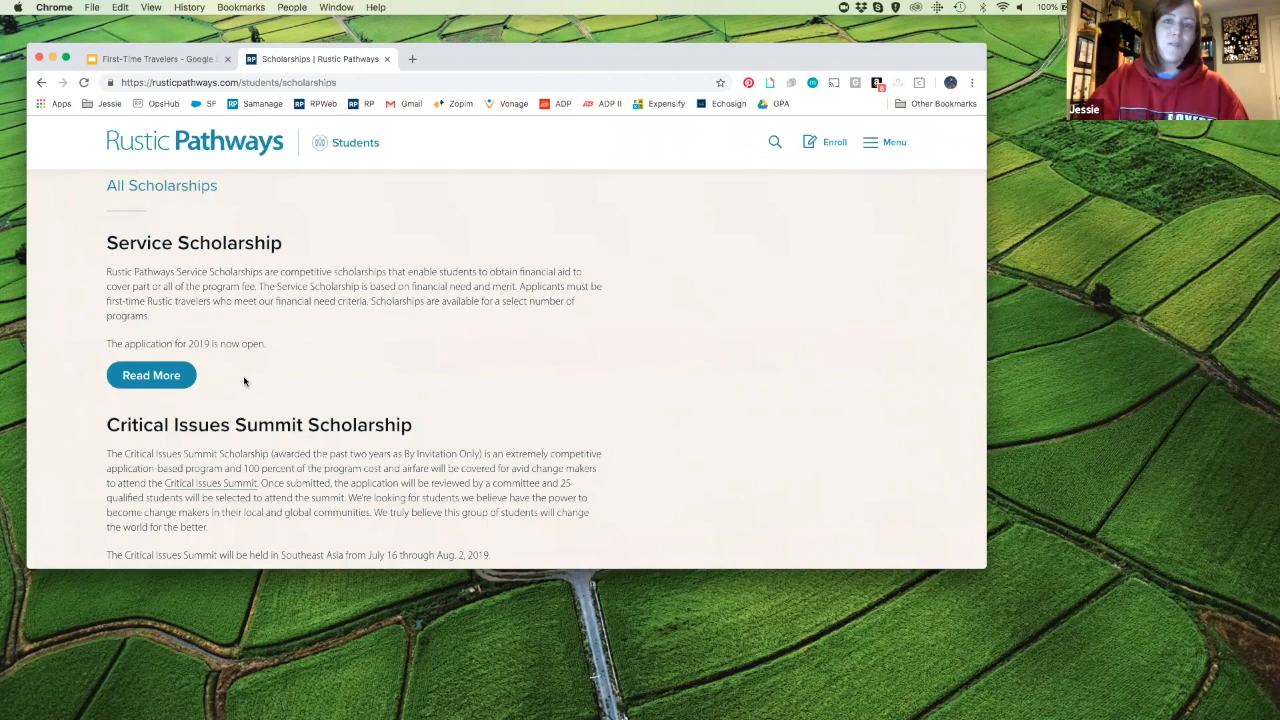 Chrome File Edit View History Bookmarks People Window Help 100%
First-Time Travelers - Google S
Scholarships | Rustic Pathways
https://rusticpathways.com/students/scholarships
Apps Jessie OpsHub SF Samanage RPWeb RP Gmail Zopim Vonage ADP ADP II Expensify Echosign GPA Other Bookmarks
Jessie
Rustic Pathways Students Enroll Menu
All Scholarships
Service Scholarship
Rustic Pathways Service Scholarships are competitive scholarships that enable students to obtain financial aid to
cover part or all of the program fee. The Service Scholarship is based on financial need and merit. Applicants must be
first-time Rustic travelers who meet our financial need criteria. Scholarships are available for a select number of
programs.
The application for 2019 is now open.
Read More
Critical Issues Summit Scholarship
The Critical Issues Summit Scholarship (awarded the past two years as By Invitation Only) is an extremely competitive
application-based program and 100 percent of the program cost and airfare will be covered for avid change makers
to attend the Critical Issues Summit. Once submitted, the application will be reviewed by a committee and 25
qualified students will be selected to attend the summit. We're looking for students we believe have the power to
become change makers in their local and global communities. We truly believe this group of students will change
the world for the better.
The Critical Issues Summit will be held in Southeast Asia from July 16 through Aug. 2, 2019.